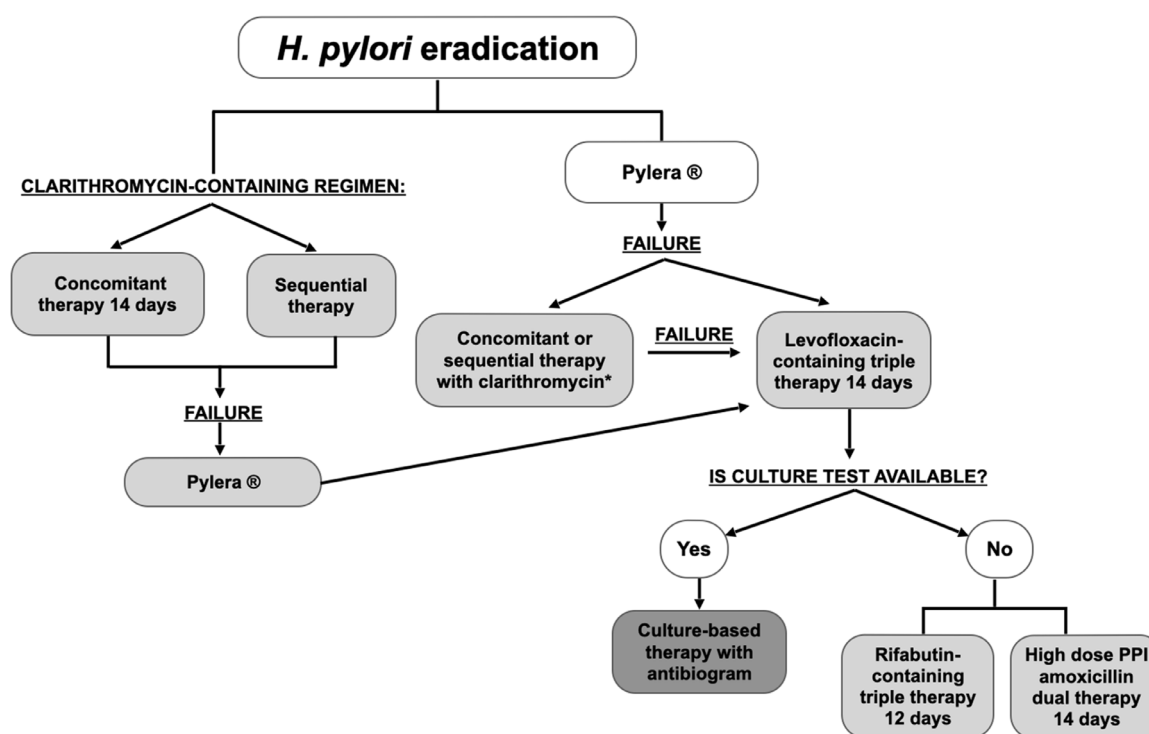 H. pylori eradication
CLARITHROMYCIN-CONTAINING REGIMEN:
Concomitant
therapy 14 days
Sequential
therapy
FAILURE
Pylera ®
Pylera ®
FAILURE
Concomitant or
sequential therapy
with clarithromycin*
FAILURE
Levofloxacin-
containing triple
therapy 14 days
IS CULTURE TEST AVAILABLE?
Yes
No
Culture-based
therapy with
antibiogram
Rifabutin-
containing
triple therapy
12 days
High dose PPI
amoxicillin
dual therapy
14 days